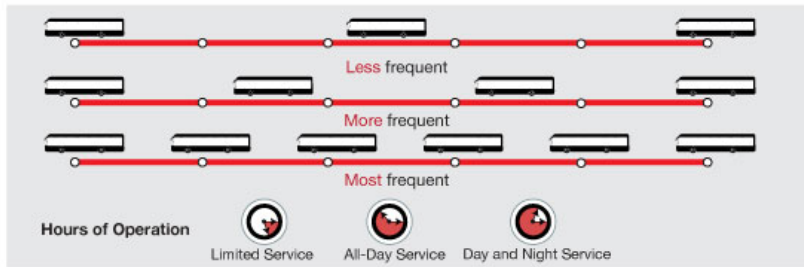 Less frequent
More frequent
Most frequent
Hours of Operation
Limited Service All-Day Service Day and Night Service